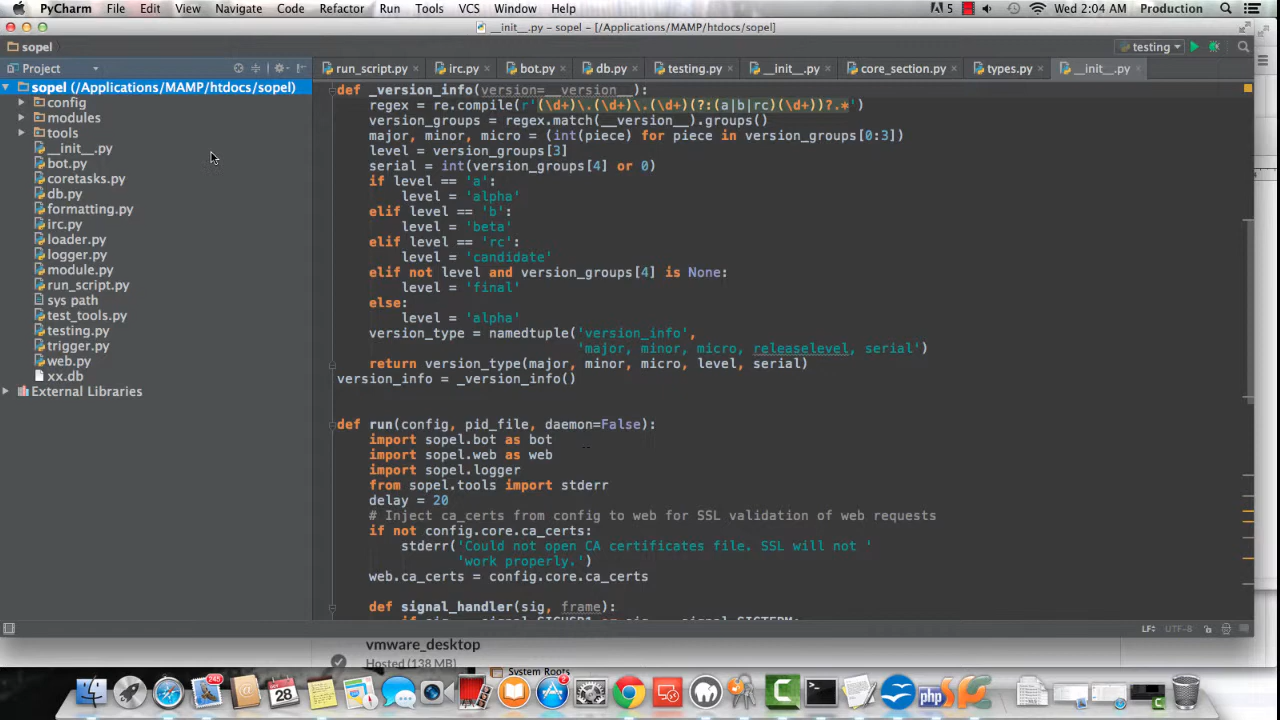 PyCharm File Edit View Navigate Code Refactor Run Tools VCS Window Help 5 Wed 2:04 AM Production
__init__.py - sopel - [/Applications/MAMP/htdocs/sopel]
sopel testing
Project run_script.py irc.py bot.py db.py testing.py __init__.py core_section.py types.py __init__.py
sopel (/Applications/MAMP/htdocs/sopel)
config
modules
tools
__init__.py
bot.py
coretasks.py
db.py
formatting.py
irc.py
loader.py
logger.py
module.py
run_script.py
sys path
test_tools.py
testing.py
trigger.py
web.py
xx.db
External Libraries
def _version_info(version=__version__):
regex = re.compile(r'(\d+)\.(\d+)\.(\d+)(?:(a|b|rc)(\d+))?.*')
version_groups = regex.match(__version__).groups()
major, minor, micro = (int(piece) for piece in version_groups[0:3])
level = version_groups[3]
serial = int(version_groups[4] or 0)
if level == 'a':
level = 'alpha'
elif level == 'b':
level = 'beta'
elif level == 'rc':
level = 'candidate'
elif not level and version_groups[4] is None:
level = 'final'
else:
level = 'alpha'
version_type = namedtuple('version_info',
'major, minor, micro, releaselevel, serial')
return version_type(major, minor, micro, level, serial)
version_info = _version_info()
def run(config, pid_file, daemon=False):
import sopel.bot as bot
import sopel.web as web
import sopel.logger
from sopel.tools import stderr
delay = 20
# Inject ca_certs from config to web for SSL validation of web requests
if not config.core.ca_certs:
stderr('Could not open CA certificates file. SSL will not '
'work properly.')
web.ca_certs = config.core.ca_certs
def signal_handler(sig, frame):
LF÷ UTF-8
vmware_desktop
Hosted (138 MB)
System Roots
245
28
php